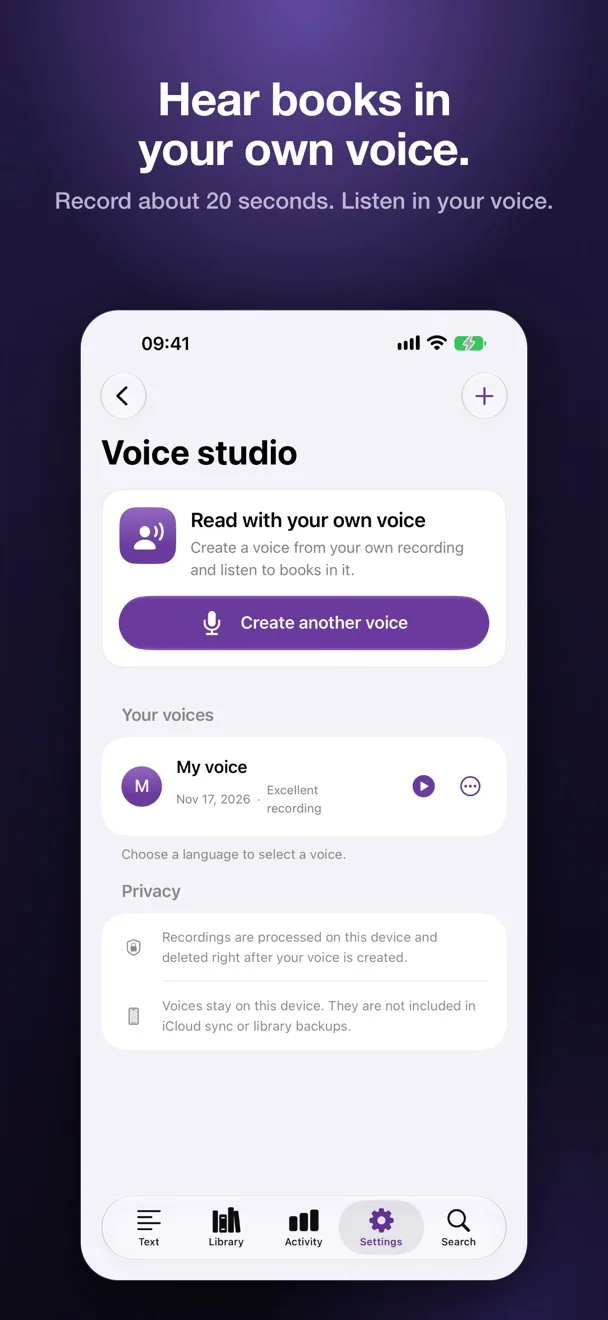 Hear books in
your own voice.
Record about 20 seconds. Listen in your voice.
09:41
Voice studio
Read with your own voice
Create a voice from your own recording
and listen to books in it.
Create another voice
Your voices
M
My voice
Nov 17, 2026 · Excellent
recording
Choose a language to select a voice.
Privacy
Recordings are processed on this device and
deleted right after your voice is created.
Voices stay on this device. They are not included in
iCloud sync or library backups.
Text Library Activity Settings Search